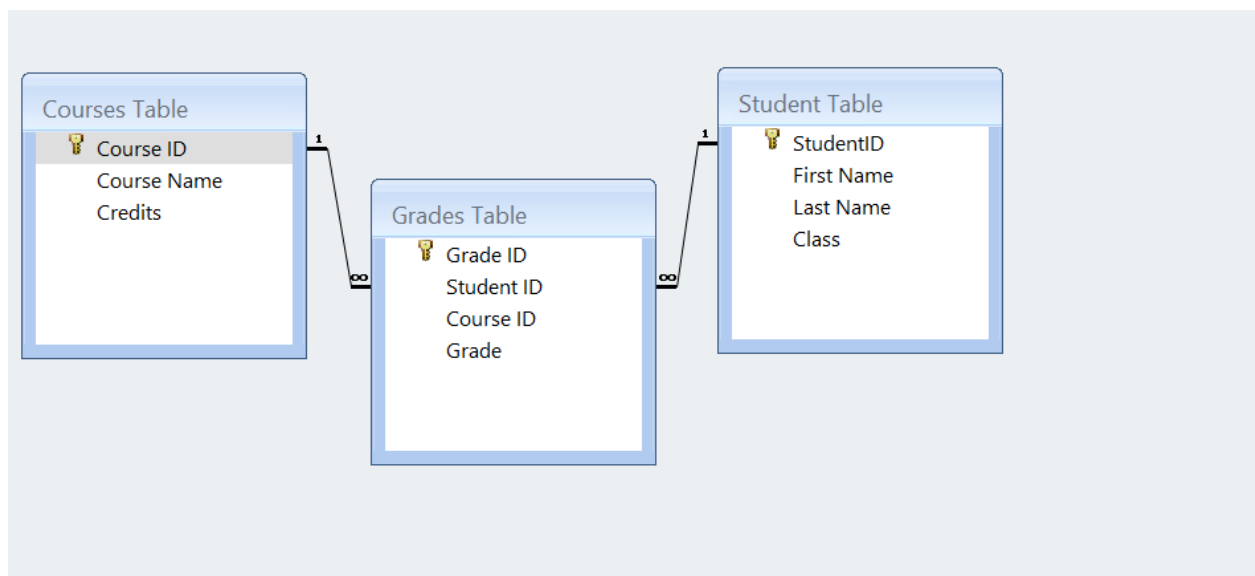 Courses Table
Course ID
Course Name
Credits
1
∞
Grades Table
Grade ID
Student ID
Course ID
Grade
∞
1
Student Table
StudentID
First Name
Last Name
Class